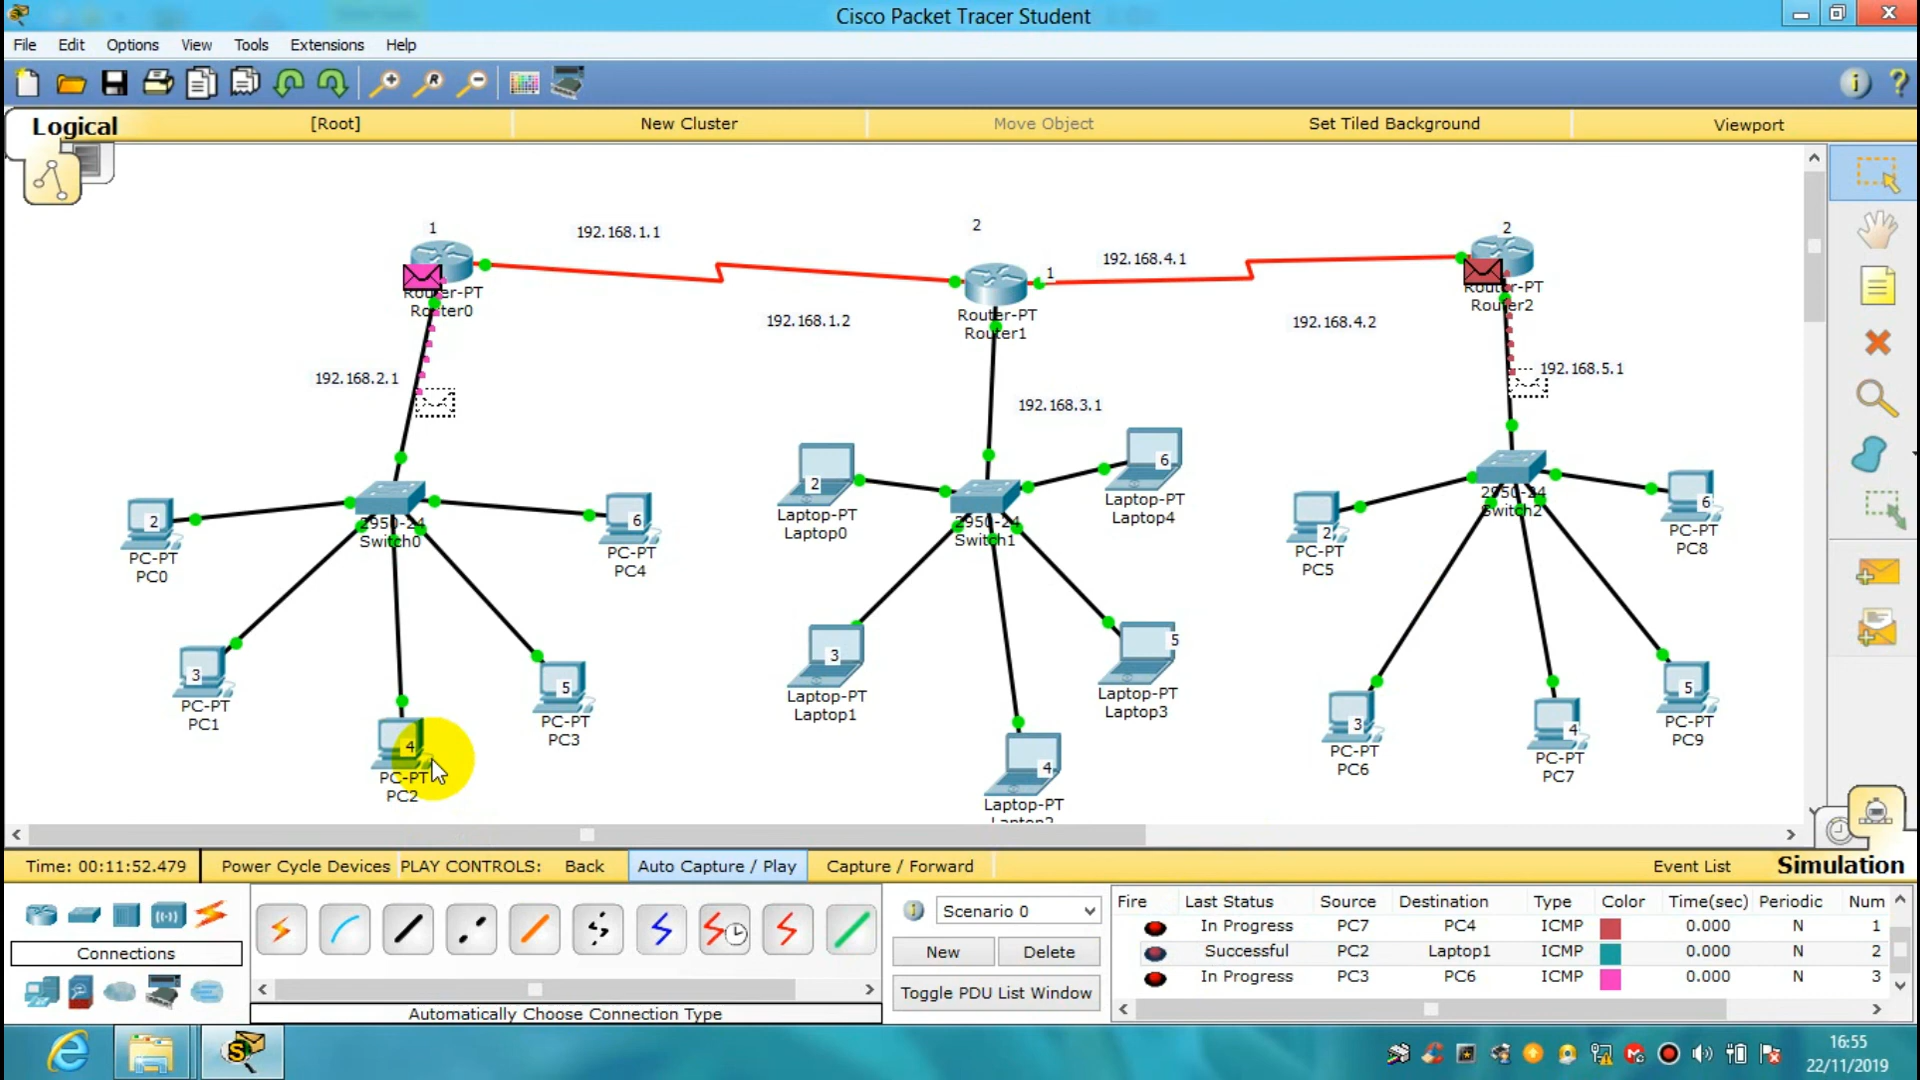 Cisco Packet Tracer Student
File Edit Options View Tools Extensions Help
Logical [Root] New Cluster Move Object Set Tiled Background Viewport
1
192.168.1.1
2
192.168.4.1
2
1
Router-PT
Router0
192.168.1.2
Router-PT
Router1
192.168.4.2
Router-PT
Router2
192.168.2.1
192.168.3.1
192.168.5.1
2
PC-PT
PC0
2950-24
Switch0
6
PC-PT
PC4
2
Laptop-PT
Laptop0
2950-24
Switch1
6
Laptop-PT
Laptop4
2
PC-PT
PC5
2950-24
Switch2
6
PC-PT
PC8
3
PC-PT
PC1
4
PC-PT
PC2
5
PC-PT
PC3
3
Laptop-PT
Laptop1
4
Laptop-PT
Laptop2
5
Laptop-PT
Laptop3
3
PC-PT
PC6
4
PC-PT
PC7
5
PC-PT
PC9
Time: 00:11:52.479 Power Cycle Devices PLAY CONTROLS: Back Auto Capture / Play Capture / Forward Event List Simulation
Connections
Automatically Choose Connection Type
Scenario 0
New Delete
Toggle PDU List Window
Fire Last Status Source Destination Type Color Time(sec) Periodic Num
In Progress PC7 PC4 ICMP 0.000 N 1
Successful PC2 Laptop1 ICMP 0.000 N 2
In Progress PC3 PC6 ICMP 0.000 N 3
16:55
22/11/2019